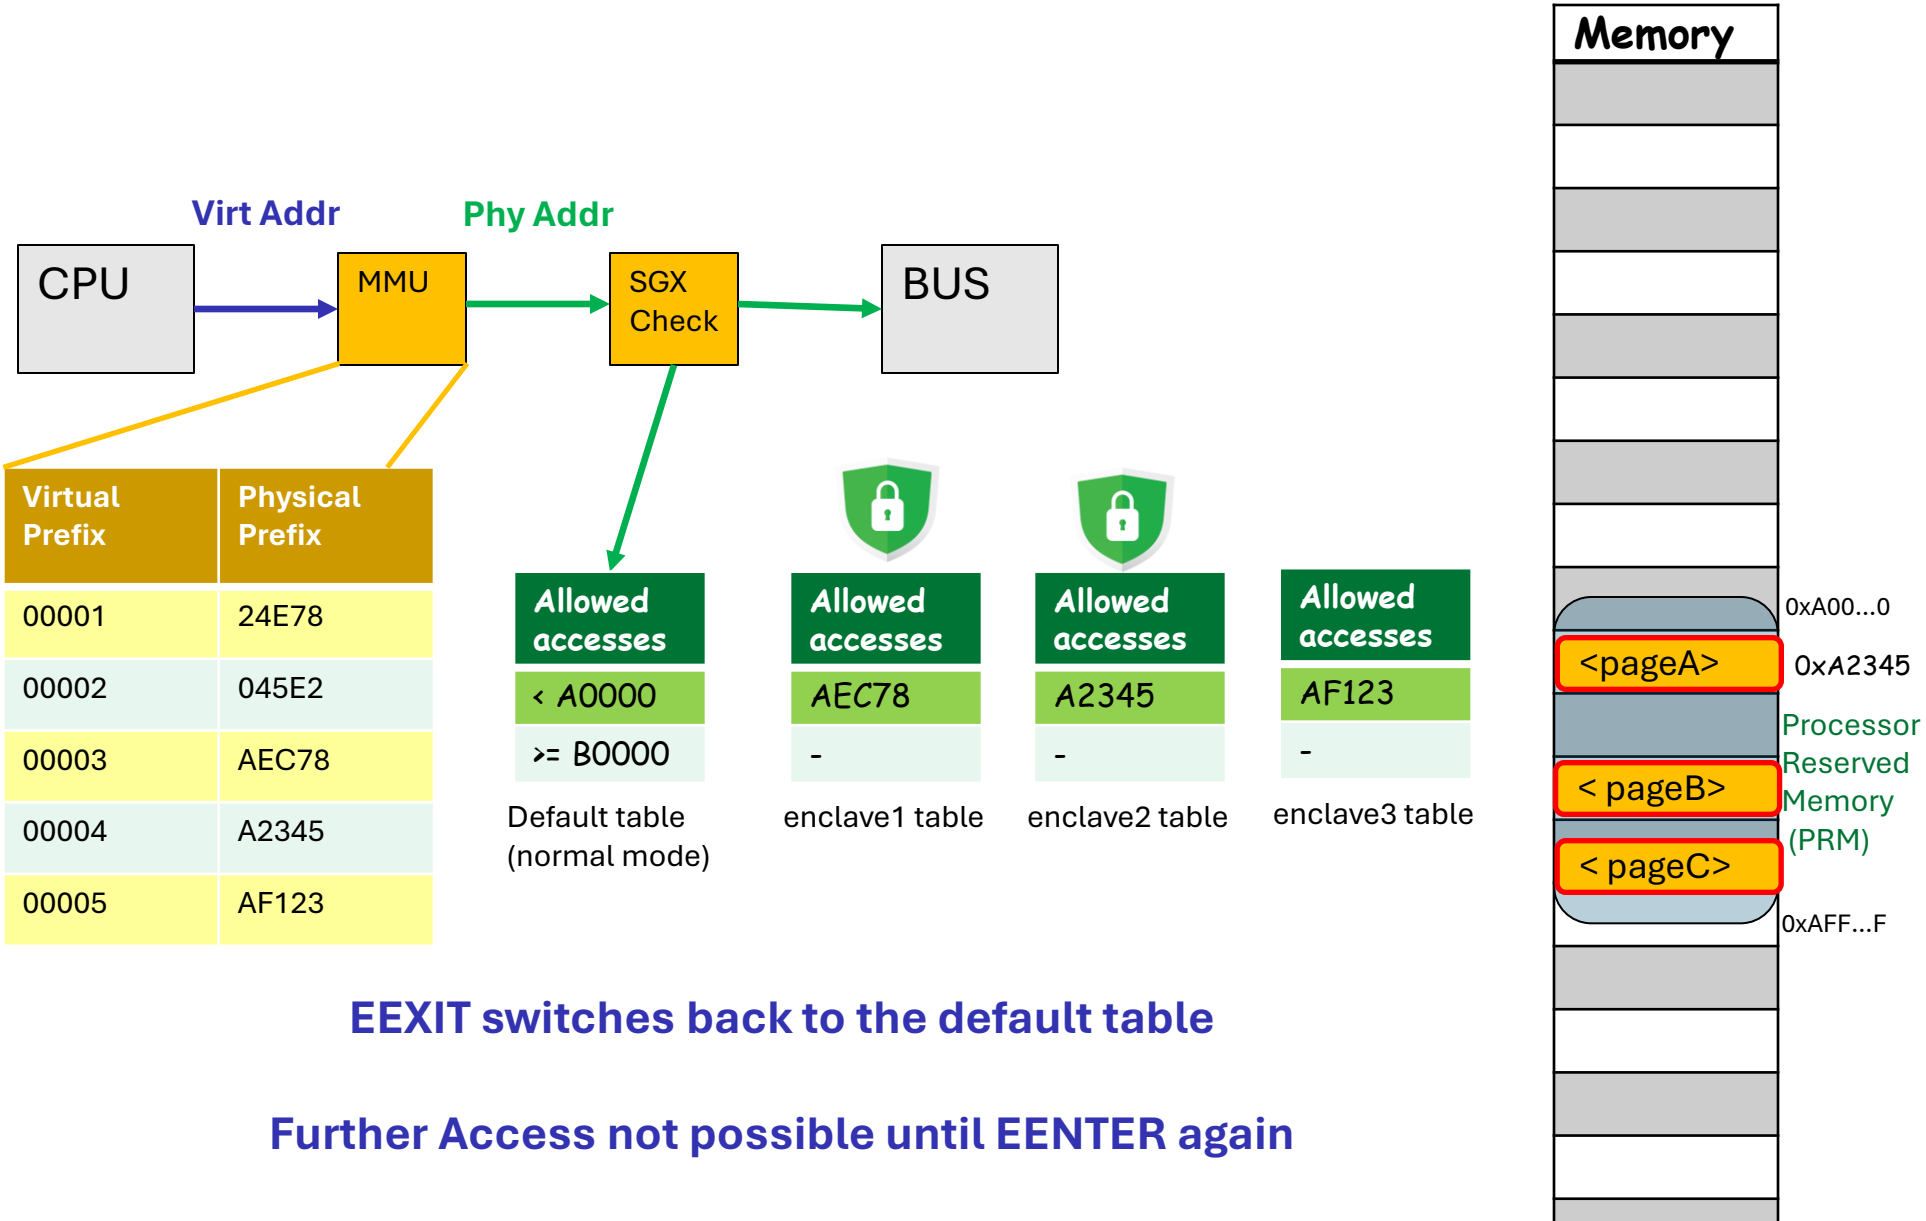 Memory
Virt Addr
Phy Addr
CPU
MMU
SGX
Check
BUS
Virtual
Prefix
Physical
Prefix
00001
24E78
00002
045E2
00003
AEC78
00004
A2345
00005
AF123
Allowed
accesses
< A0000
>= B0000
Default table
(normal mode)
Allowed
accesses
AEC78
-
enclave1 table
Allowed
accesses
A2345
-
enclave2 table
Allowed
accesses
AF123
-
enclave3 table
0xA00...0
<pageA>
0xA2345
Processor
Reserved
Memory
(PRM)
< pageB>
< pageC>
0xAFF...F
EEXIT switches back to the default table
Further Access not possible until EENTER again